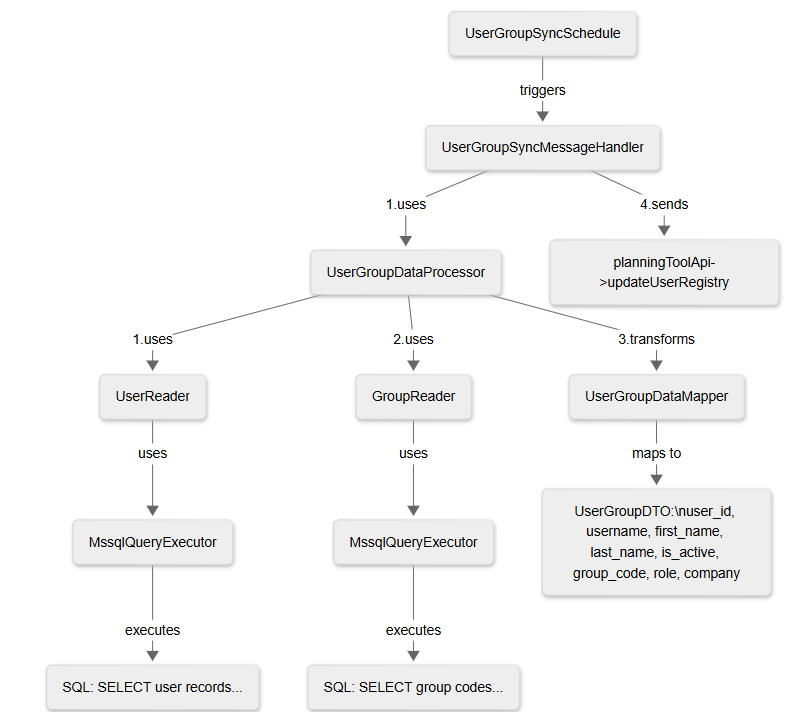 UserGroupSyncSchedule
triggers
UserGroupSyncMessageHandler
1.uses
4.sends
UserGroupDataProcessor
planningToolApi-
>updateUserRegistry
1.uses
2.uses
3.transforms
UserReader
GroupReader
UserGroupDataMapper
uses
uses
maps to
MssqlQueryExecutor
MssqlQueryExecutor
UserGroupDTO:\nuser_id,
username, first_name,
last_name, is_active,
group_code, role, company
executes
executes
SQL: SELECT user records...
SQL: SELECT group codes...